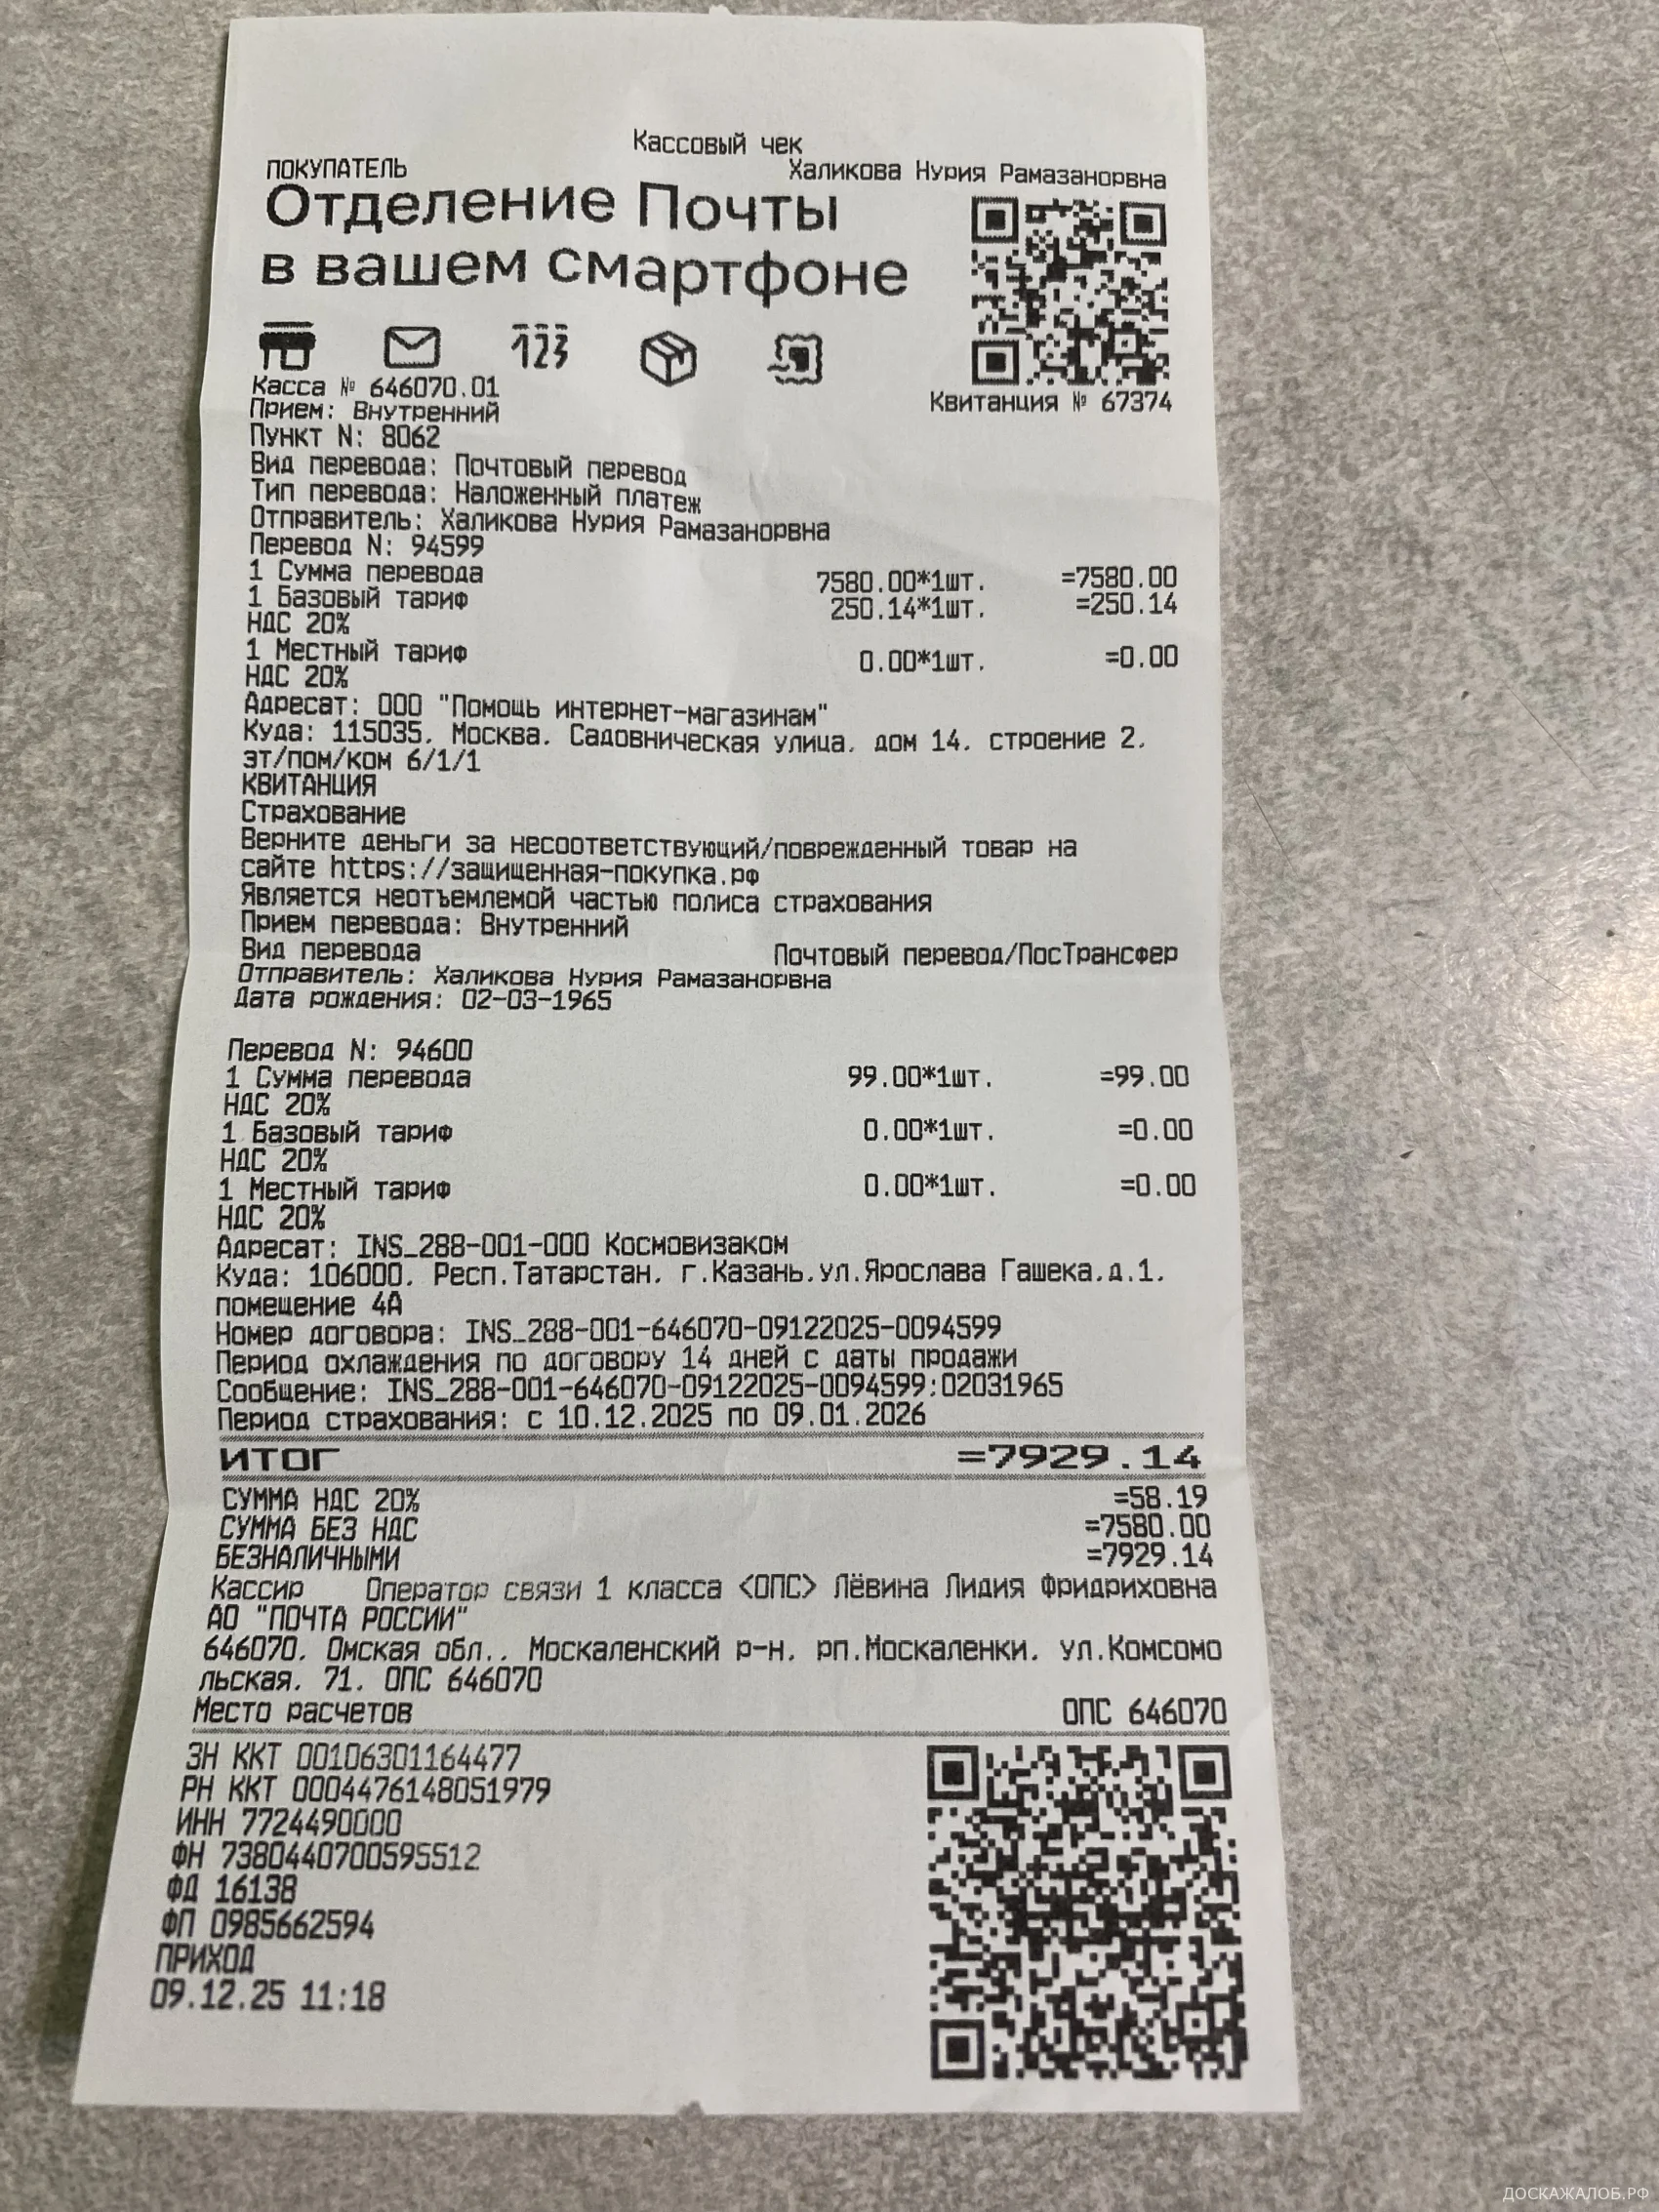 Кассовый чек
ПОКУПАТЕЛЬ Халикова Нурия Рамазанорвна
Отделение Почты
в вашем смартфоне
123
Касса № 646070.01
Квитанция № 67374
Прием: Внутренний
Пункт N: 8062
Вид перевода: Почтовый перевод
Тип перевода: Наложенный платеж
Отправитель: Халикова Нурия Рамазанорвна
Перевод N: 94599
1 Сумма перевода 7580.00*1шт. =7580.00
1 Базовый тариф 250.14*1шт. =250.14
НДС 20%
1 Местный тариф 0.00*1шт. =0.00
НДС 20%
Адресат: ООО "Помощь интернет-магазинам"
Куда: 115035, Москва, Садовническая улица, дом 14, строение 2,
эт/пом/ком 6/1/1
КВИТАНЦИЯ
Страхование
Верните деньги за несоответствующий/поврежденный товар на
сайте https://защищенная-покупка.рф
Является неотъемлемой частью полиса страхования
Прием перевода: Внутренний
Вид перевода Почтовый перевод/ПосТрансфер
Отправитель: Халикова Нурия Рамазанорвна
Дата рождения: 02-03-1965
Перевод N: 94600
1 Сумма перевода 99.00*1шт. =99.00
НДС 20%
1 Базовый тариф 0.00*1шт. =0.00
НДС 20%
1 Местный тариф 0.00*1шт. =0.00
НДС 20%
Адресат: INS_288-001-000 Космовизаком
Куда: 106000, Респ.Татарстан, г.Казань,ул.Ярослава Гашека,д.1,
помещение 4А
Номер договора: INS_288-001-646070-09122025-0094599
Период охлаждения по договору 14 дней с даты продажи
Сообщение: INS_288-001-646070-09122025-0094599:02031965
Период страхования: с 10.12.2025 по 09.01.2026
ИТОГ =7929.14
СУММА НДС 20% =58.19
СУММА БЕЗ НДС =7580.00
БЕЗНАЛИЧНЫМИ =7929.14
Кассир Оператор связи 1 класса <ОПС> Лёвина Лидия Фридриховна
АО "ПОЧТА РОССИИ"
646070, Омская обл., Москаленский р-н, рп.Москаленки, ул.Комсомо
льская, 71, ОПС 646070
Место расчетов ОПС 646070
ЗН ККТ 00106301164477
РН ККТ 0004476148051979
ИНН 7724490000
ФН 7380440700595512
ФД 16138
ФП 0985662594
ПРИХОД
09.12.25 11:18
ДОСКАЖАЛОБ.РФ